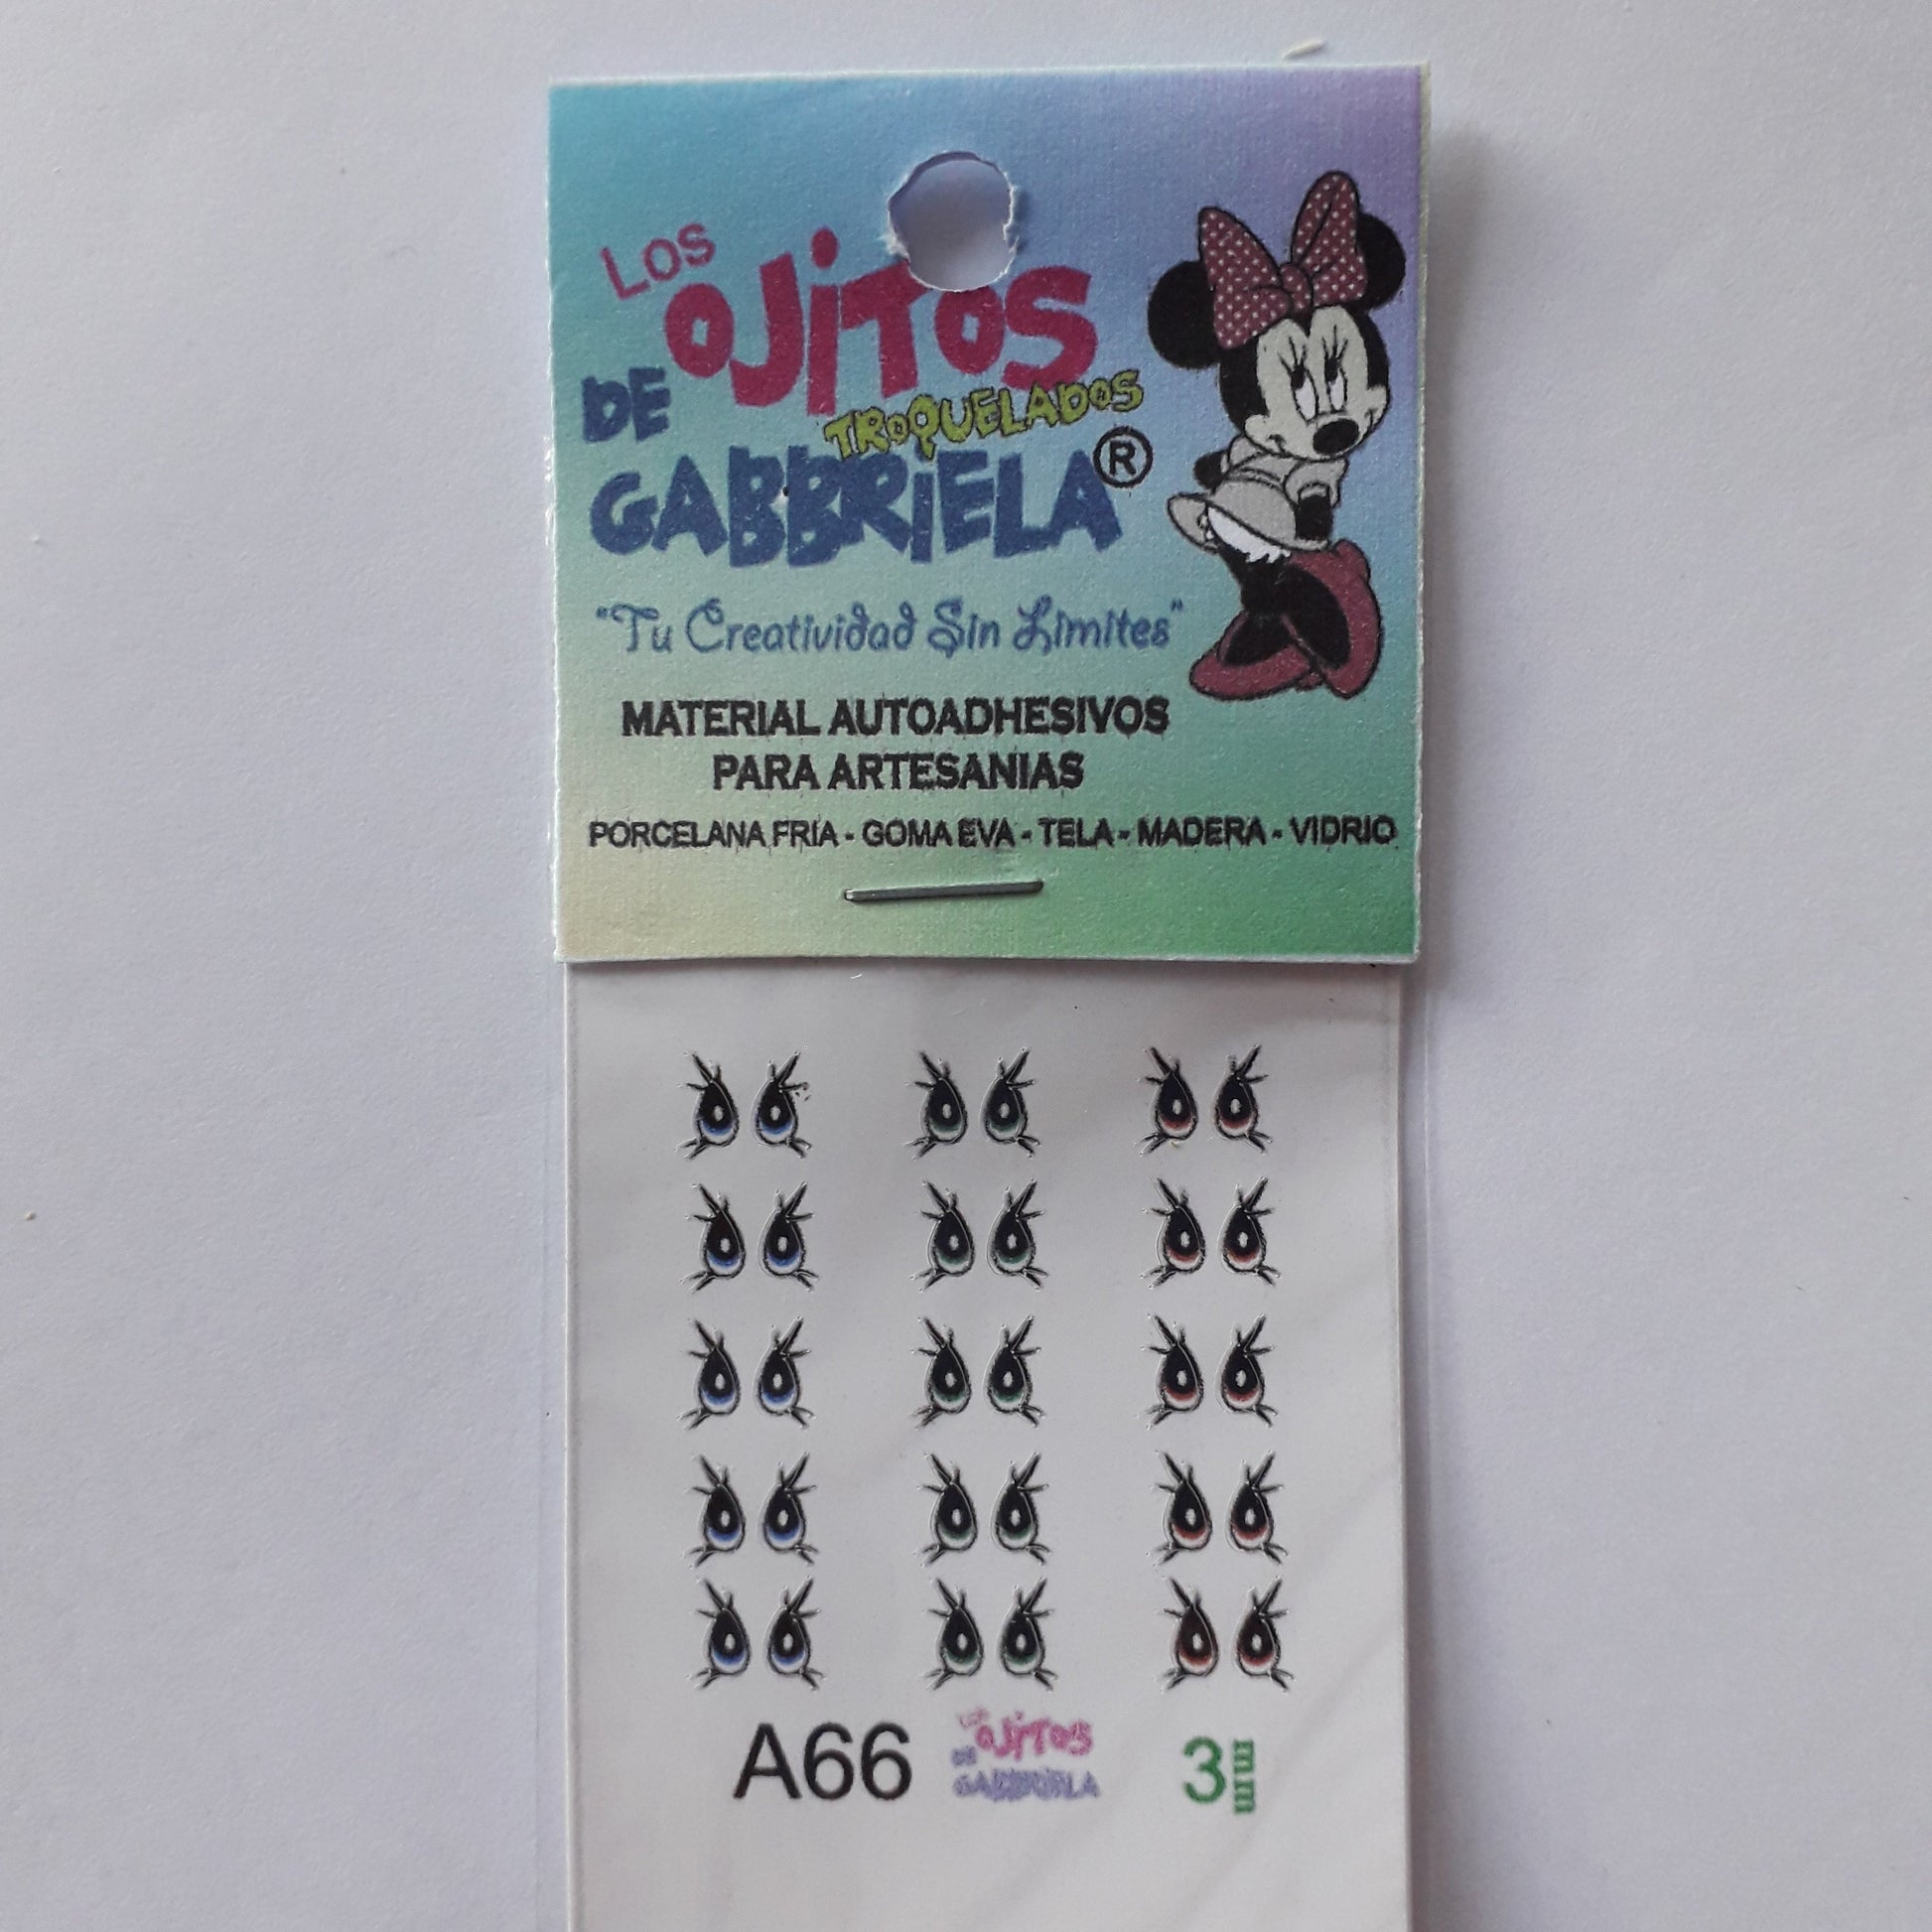 Los
OJiTOS
TROQUELADOS
DE
GABBRiELA®
"Tu Creatividad Sin Limites"
MATERIAL AUTOADHESIVOS
PARA ARTESANIAS
PORCELANA FRIA - GOMA EVA - TELA - MADERA - VIDRIO
A66
LOS
OJiTOS
DE
GABBRiELA
3mm